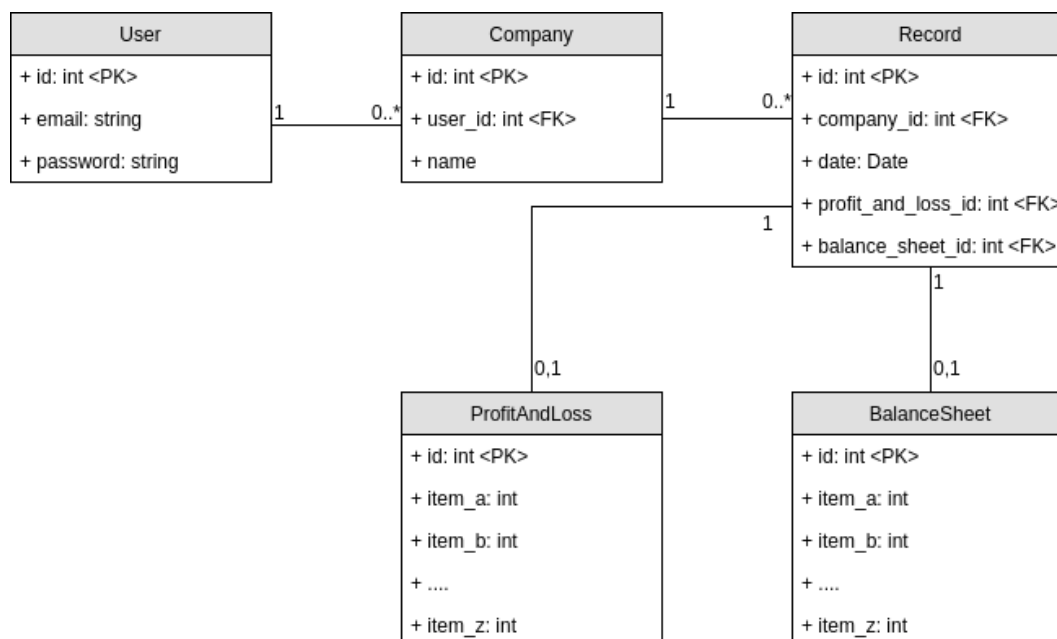 User
+ id: int <PK>
+ email: string
+ password: string
1
0..*
Company
+ id: int <PK>
+ user_id: int <FK>
+ name
1
0..*
Record
+ id: int <PK>
+ company_id: int <FK>
+ date: Date
+ profit_and_loss_id: int <FK>
+ balance_sheet_id: int <FK>
1
1
0,1
0,1
ProfitAndLoss
+ id: int <PK>
+ item_a: int
+ item_b: int
+ ....
+ item_z: int
BalanceSheet
+ id: int <PK>
+ item_a: int
+ item_b: int
+ ....
+ item_z: int